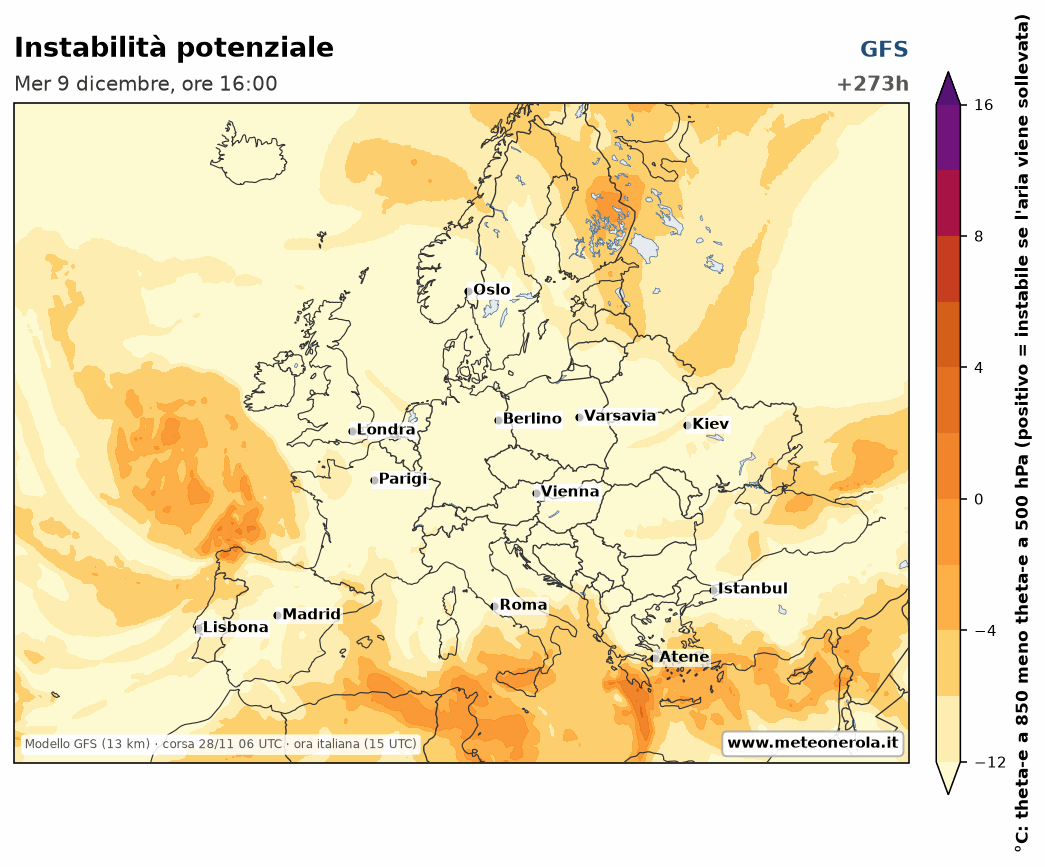 Instabilità potenziale
GFS
Mer 9 dicembre, ore 16:00
+273h
Oslo
Berlino
Varsavia
Kiev
Londra
Parigi
Vienna
Istanbul
Roma
Madrid
Lisbona
Atene
Modello GFS (13 km) · corsa 28/11 06 UTC · ora italiana (15 UTC)
www.meteonerola.it
16
8
4
0
−4
−12
°C: theta-e a 850 meno theta-e a 500 hPa (positivo = instabile se l'aria viene sollevata)